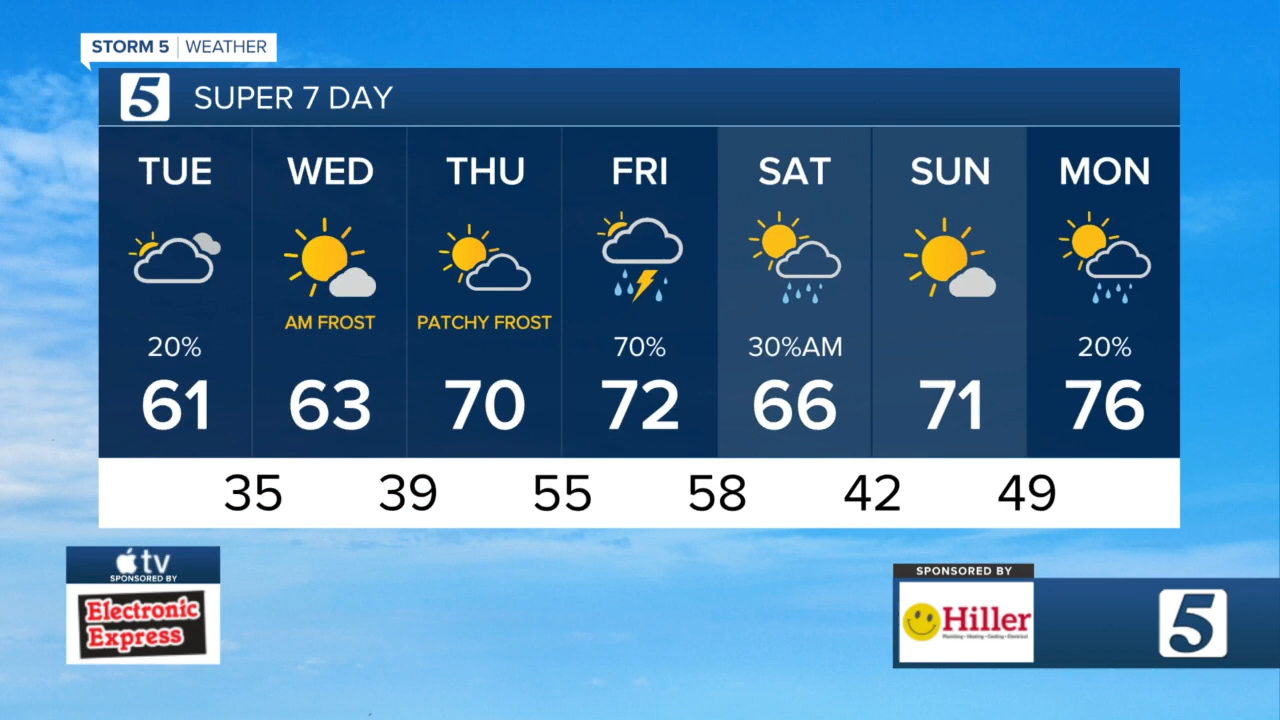 STORM 5 | WEATHER
5 SUPER 7 DAY
TUE WED THU FRI SAT SUN MON
AM FROST PATCHY FROST
20% 70% 30%AM 20%
61 63 70 72 66 71 76
35 39 55 58 42 49
tv
SPONSORED BY
Electronic
Express
SPONSORED BY
Hiller
Plumbing • Heating • Cooling • Electrical
5